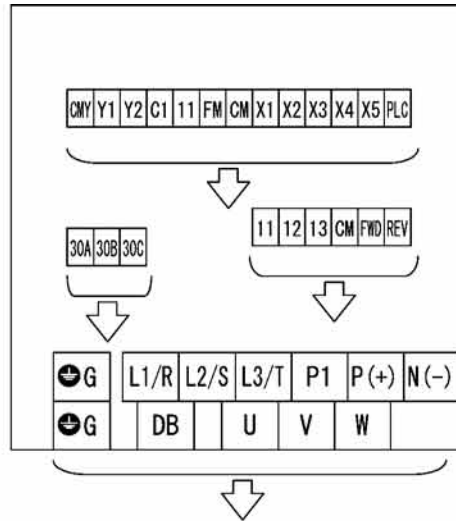 CMY Y1 Y2 C1 11 FM CM X1 X2 X3 X4 X5 PLC
11 12 13 CM FWD REV
30A 30B 30C
G L1/R L2/S L3/T P1 P(+) N(-)
G DB U V W